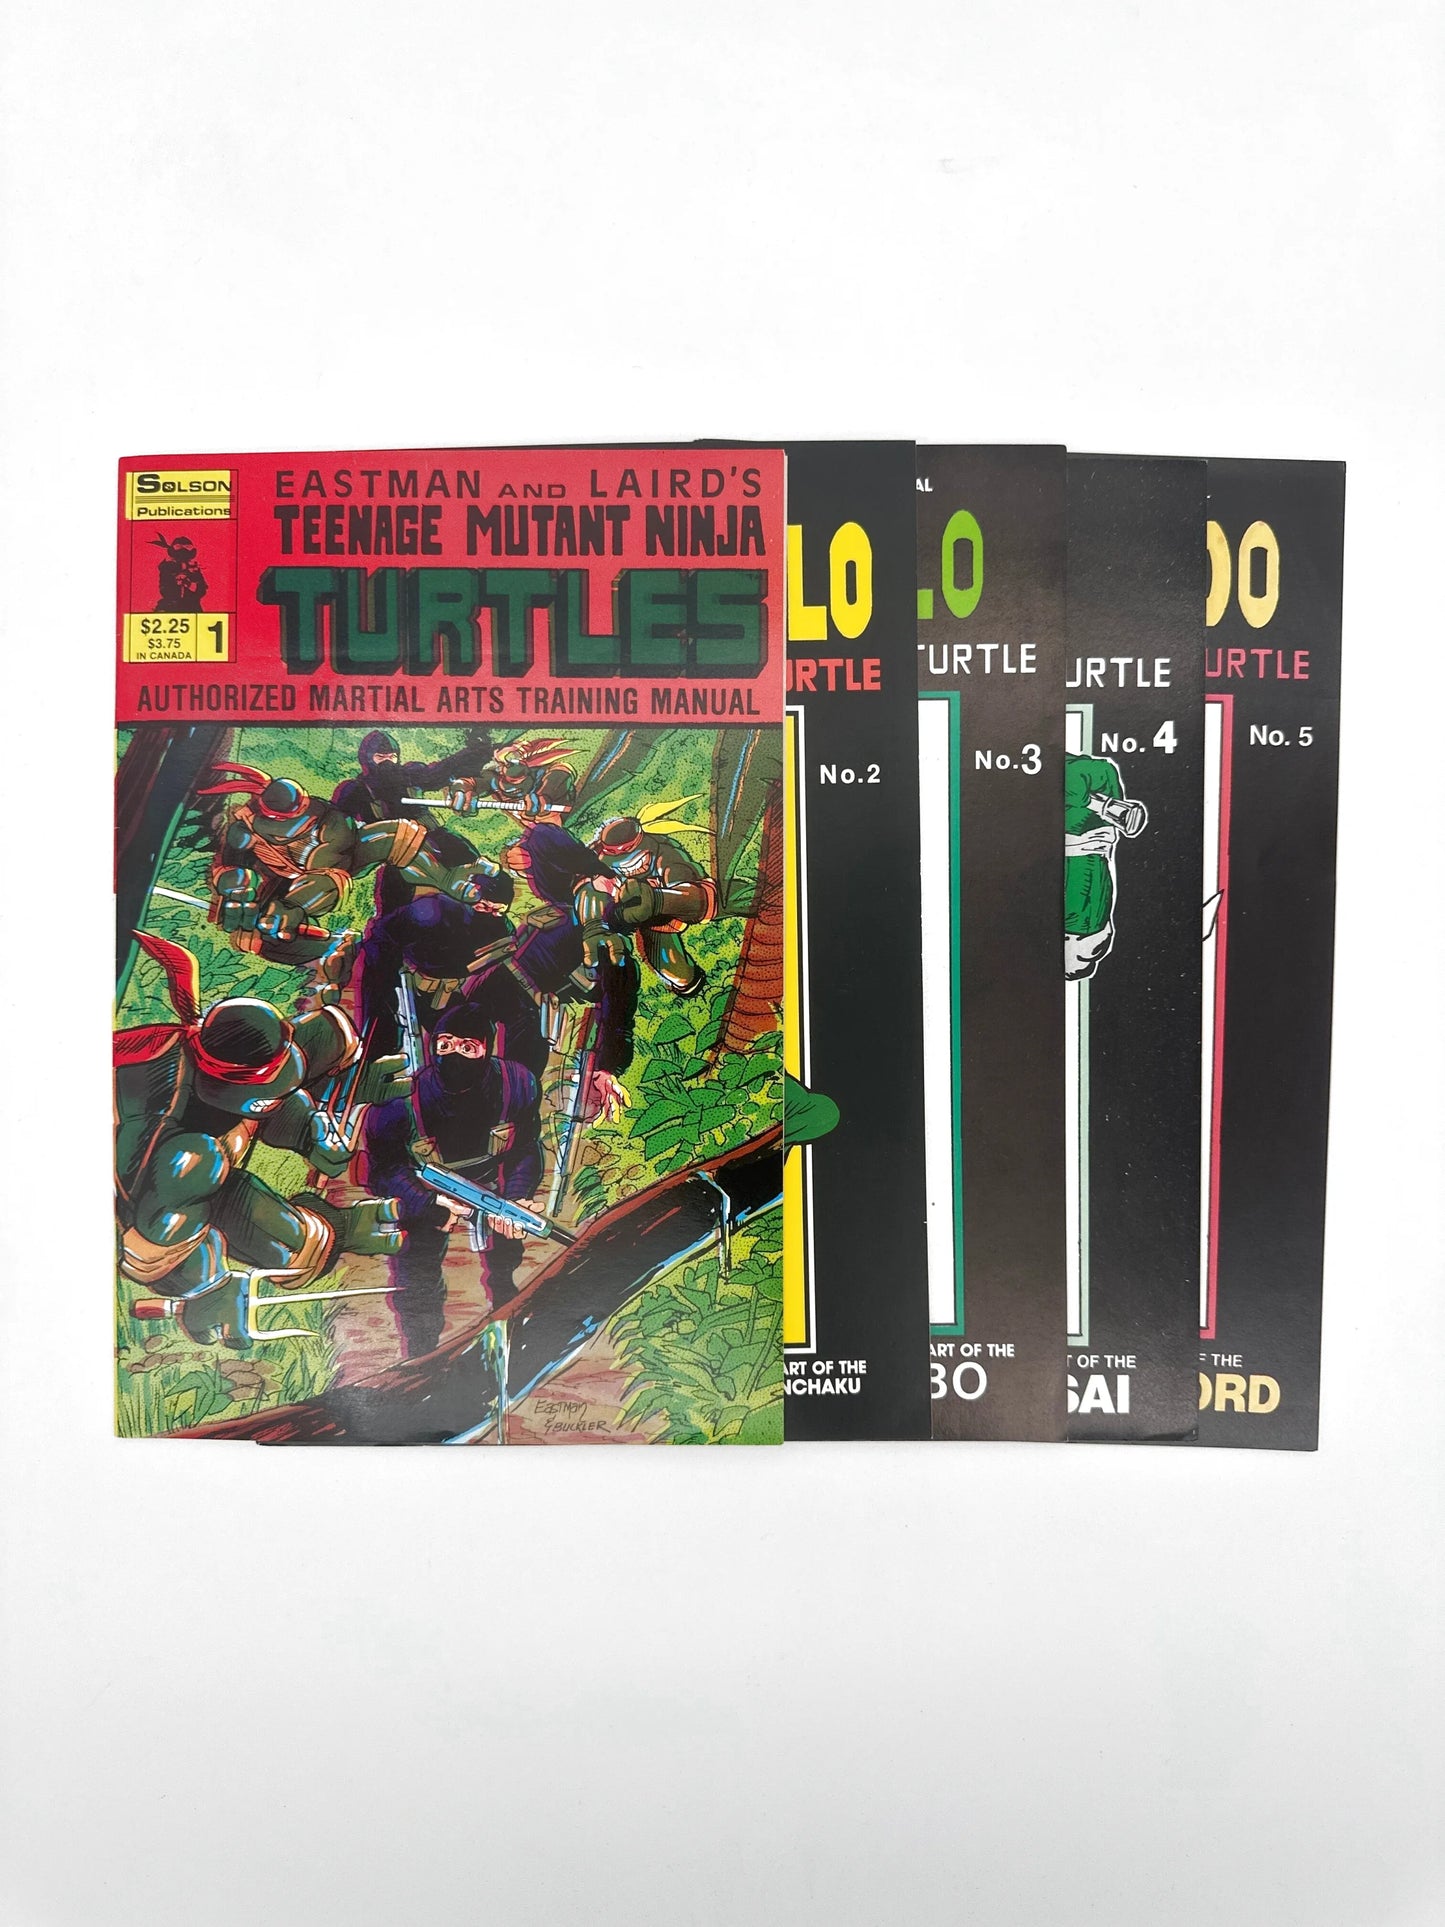 SOLSON
Publications
$2.25
$3.75
IN CANADA
1
EASTMAN AND LAIRD'S
TEENAGE MUTANT NINJA
TURTLES
AUTHORIZED MARTIAL ARTS TRAINING MANUAL
EASTMAN
& BUCKLER
LO
URTLE
No.2
ART OF THE
NCHAKU
AL
LO
TURTLE
No.3
ART OF THE
BO
URTLE
No. 4
T OF THE
SAI
OO
URTLE
No. 5
F THE
ORD